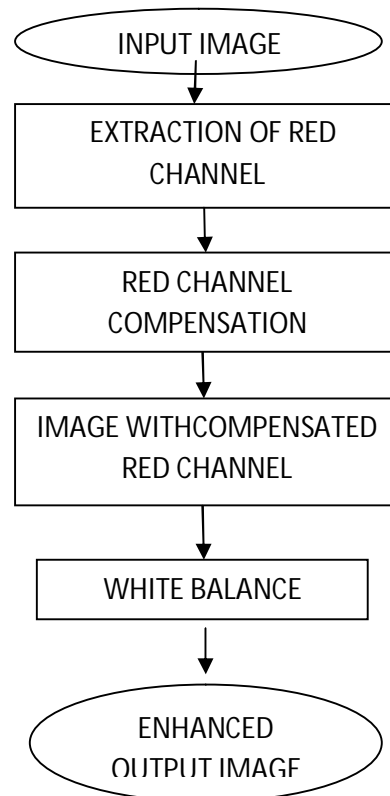 INPUT IMAGE
EXTRACTION OF RED
CHANNEL
RED CHANNEL
COMPENSATION
IMAGE WITHCOMPENSATED
RED CHANNEL
WHITE BALANCE
ENHANCED
OUTPUT IMAGE